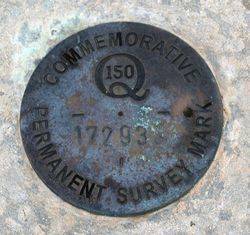 COMMEMORATIVE
Q
150
17293
PERMANENT SURVEY MARK